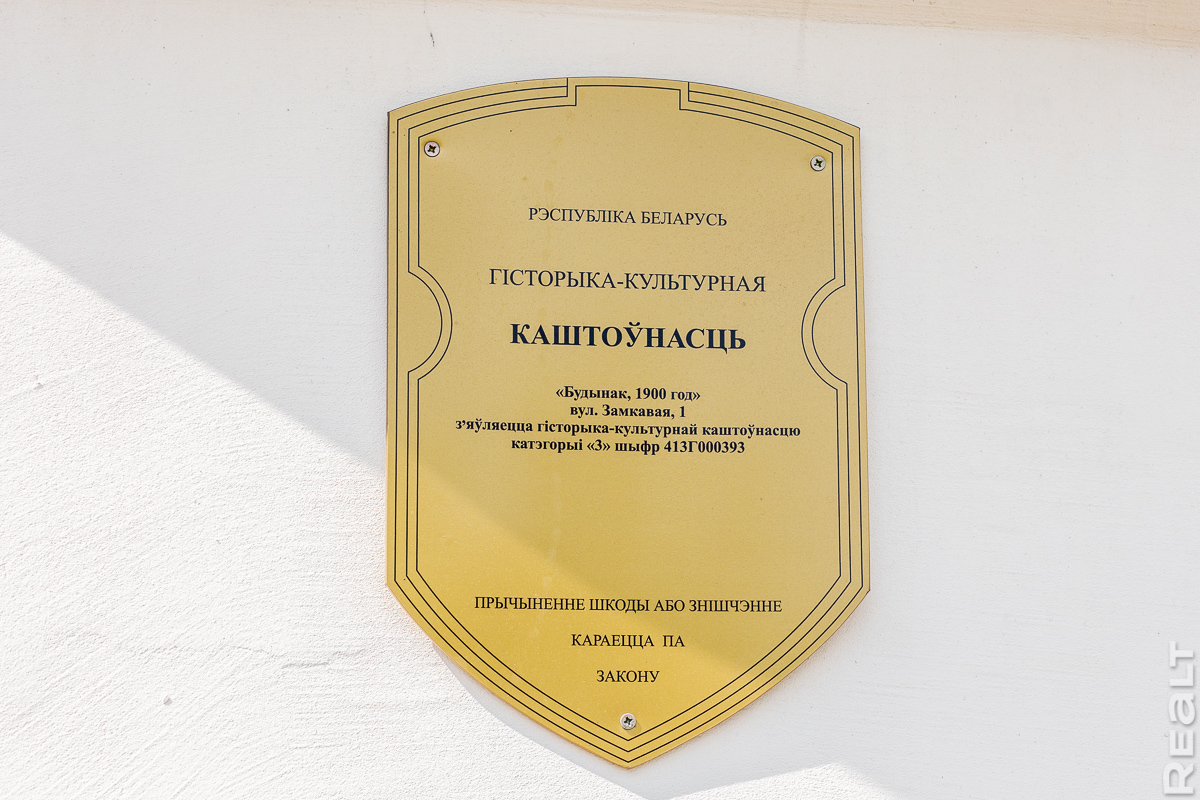 РЭСПУБЛІКА БЕЛАРУСЬ
ГІСТОРЫКА-КУЛЬТУРНАЯ
КАШТОЎНАСЦЬ
«Будынак, 1900 год»
вул. Замкавая, 1
з’яўляецца гісторыка-культурнай каштоўнасцю
катэгорыі «3» шыфр 413Г000393
ПРЫЧЫНЕННЕ ШКОДЫ АБО ЗНІШЧЭННЕ
КАРАЕЦЦА ПА
ЗАКОНУ
REALT